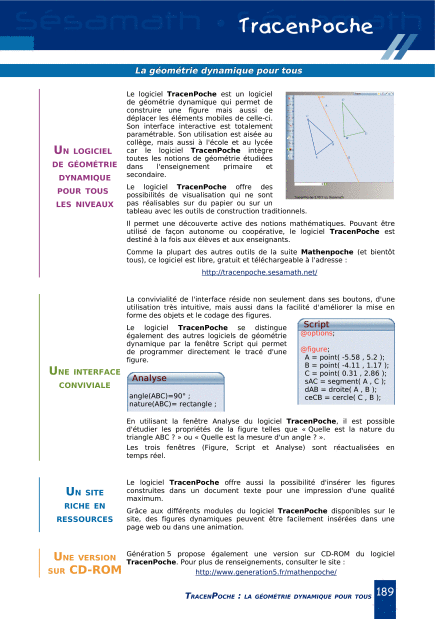 Sésamath
TracenPoche
La géométrie dynamique pour tous
UN LOGICIEL
DE GÉOMÉTRIE
DYNAMIQUE
POUR TOUS
LES NIVEAUX
Le logiciel TracenPoche est un logiciel
de géométrie dynamique qui permet de
construire une figure mais aussi de
déplacer les éléments mobiles de celle-ci.
Son interface interactive est totalement
paramétrable. Son utilisation est aisée au
collège, mais aussi à l'école et au lycée
car le logiciel TracenPoche intègre
toutes les notions de géométrie étudiées
dans l'enseignement primaire et
secondaire.
Le logiciel TracenPoche offre des
possibilités de visualisation qui ne sont
pas réalisables sur du papier ou sur un
tableau avec les outils de construction traditionnels.
Il permet une découverte active des notions mathématiques. Pouvant être
utilisé de façon autonome ou coopérative, le logiciel TracenPoche est
destiné à la fois aux élèves et aux enseignants.
Comme la plupart des autres outils de la suite Mathenpoche (et bientôt
tous), ce logiciel est libre, gratuit et téléchargeable à l'adresse :
http://tracenpoche.sesamath.net/
UNE INTERFACE
CONVIVIALE
La convivialité de l'interface réside non seulement dans ses boutons, d'une
utilisation très intuitive, mais aussi dans la facilité d'améliorer la mise en
forme des objets et le codage des figures.
Le logiciel TracenPoche se distingue
également des autres logiciels de géométrie
dynamique par la fenêtre Script qui permet
de programmer directement le tracé d'une
figure.
Script
@options;
@figure;
A = point( -5.58 , 5.2 );
B = point( -4.11 , 1.17 );
C = point( 0.31 , 2.86 );
sAC = segment( A , C );
dAB = droite( A , B );
ceCB = cercle( C , B );
Analyse
angle(ABC)=90° ;
nature(ABC)= rectangle ;
En utilisant la fenêtre Analyse du logiciel TracenPoche, il est possible
d'étudier les propriétés de la figure telles que « Quelle est la nature du
triangle ABC ? » ou « Quelle est la mesure d'un angle ? ».
Les trois fenêtres (Figure, Script et Analyse) sont réactualisées en
temps réel.
UN SITE
RICHE EN
RESSOURCES
Le logiciel TracenPoche offre aussi la possibilité d'insérer les figures
construites dans un document texte pour une impression d'une qualité
maximum.
Grâce aux différents modules du logiciel TracenPoche disponibles sur le
site, des figures dynamiques peuvent être facilement insérées dans une
page web ou dans une animation.
UNE VERSION
SUR CD-ROM
Génération 5 propose également une version sur CD-ROM du logiciel
TracenPoche. Pour plus de renseignements, consulter le site :
http://www.generation5.fr/mathenpoche/
TRACENPOCHE : LA GÉOMÉTRIE DYNAMIQUE POUR TOUS 189